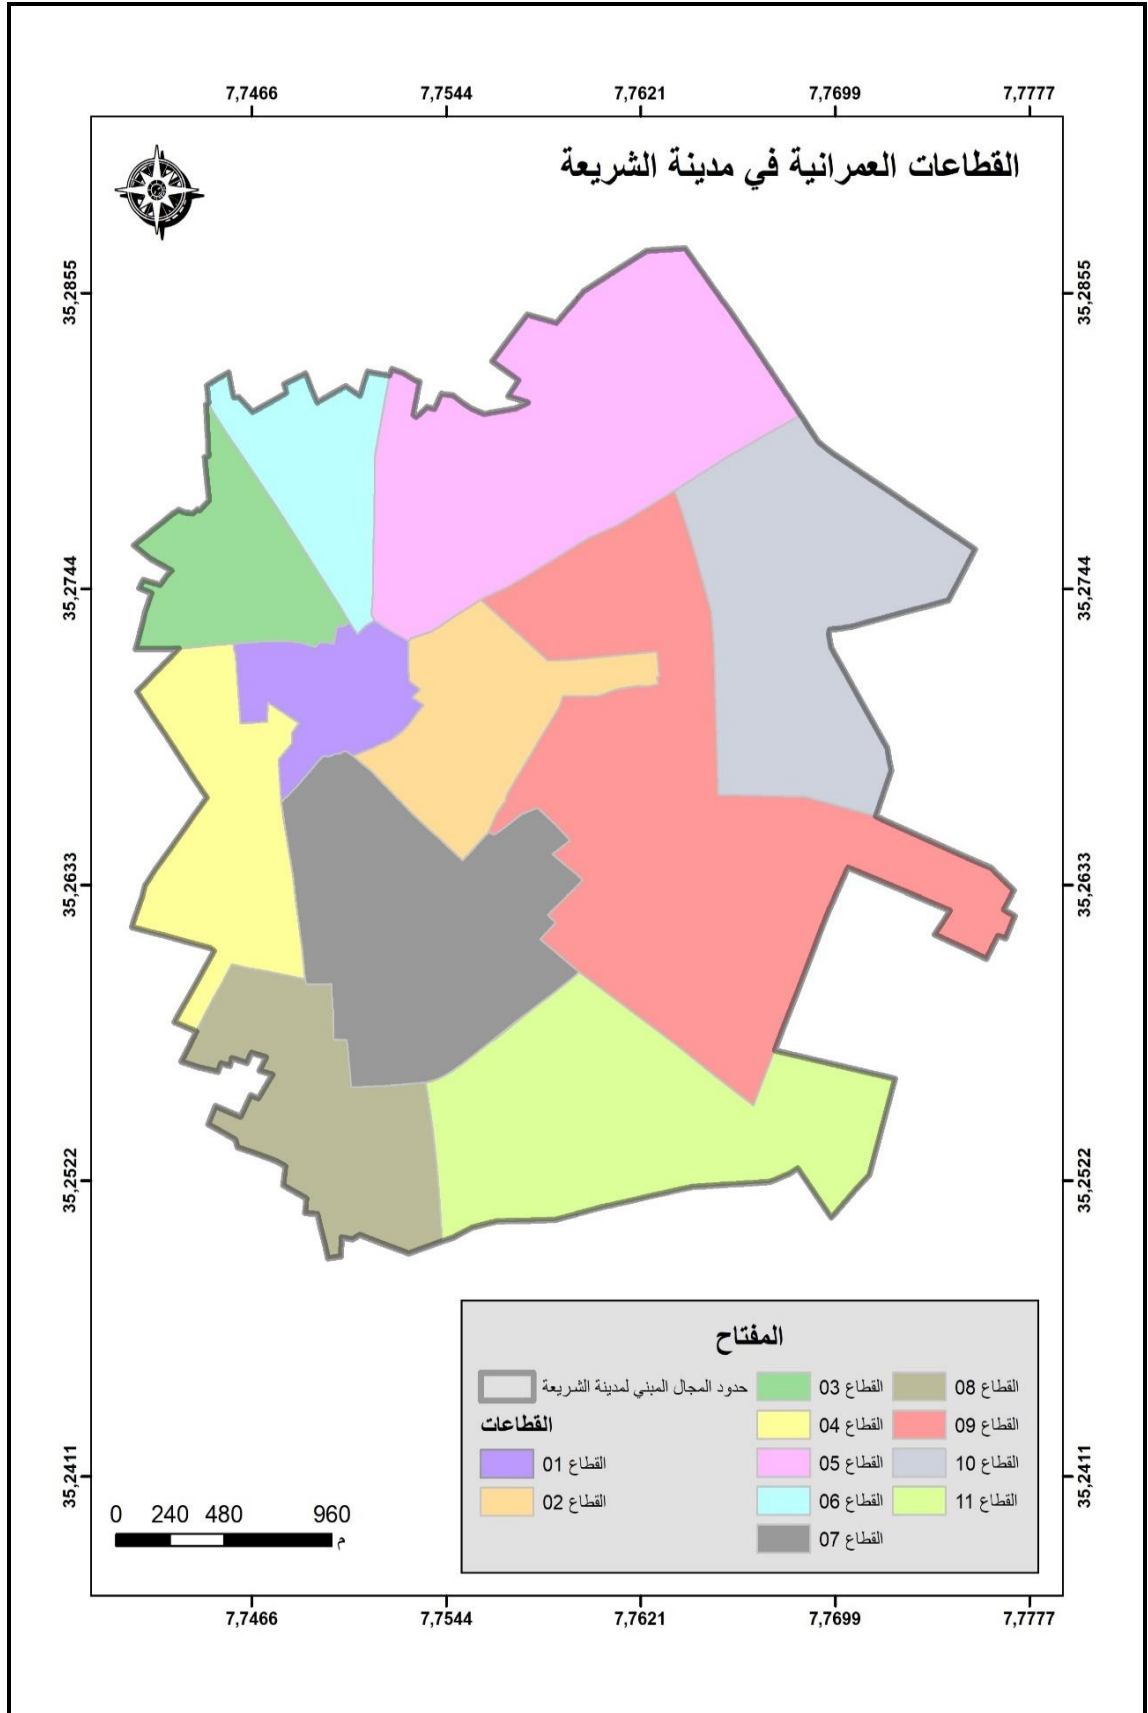 7,7466 7,7544 7,7621 7,7699 7,7777
القطاعات العمرانية في مدينة الشريعة
35,2855 35,2855
35,2744 35,2744
35,2633 35,2633
35,2522 35,2522
35,2411 35,2411
المفتاح
حدود المجال المبني لمدينة الشريعة
القطاعات
القطاع 01
القطاع 02
القطاع 03
القطاع 04
القطاع 05
القطاع 06
القطاع 07
القطاع 08
القطاع 09
القطاع 10
القطاع 11
0 240 480 960
م
7,7466 7,7544 7,7621 7,7699 7,7777